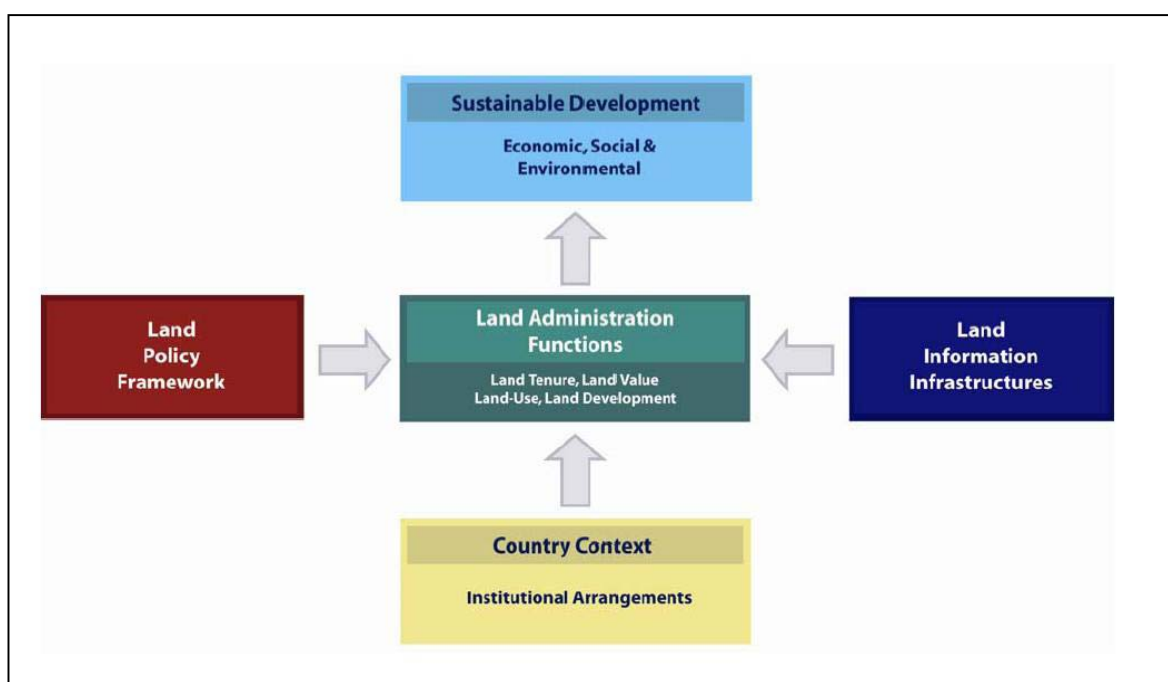 Sustainable Development
Economic, Social &
Environmental
Land
Policy
Framework
Land Administration
Functions
Land Tenure, Land Value
Land-Use, Land Development
Land
Information
Infrastructures
Country Context
Institutional Arrangements